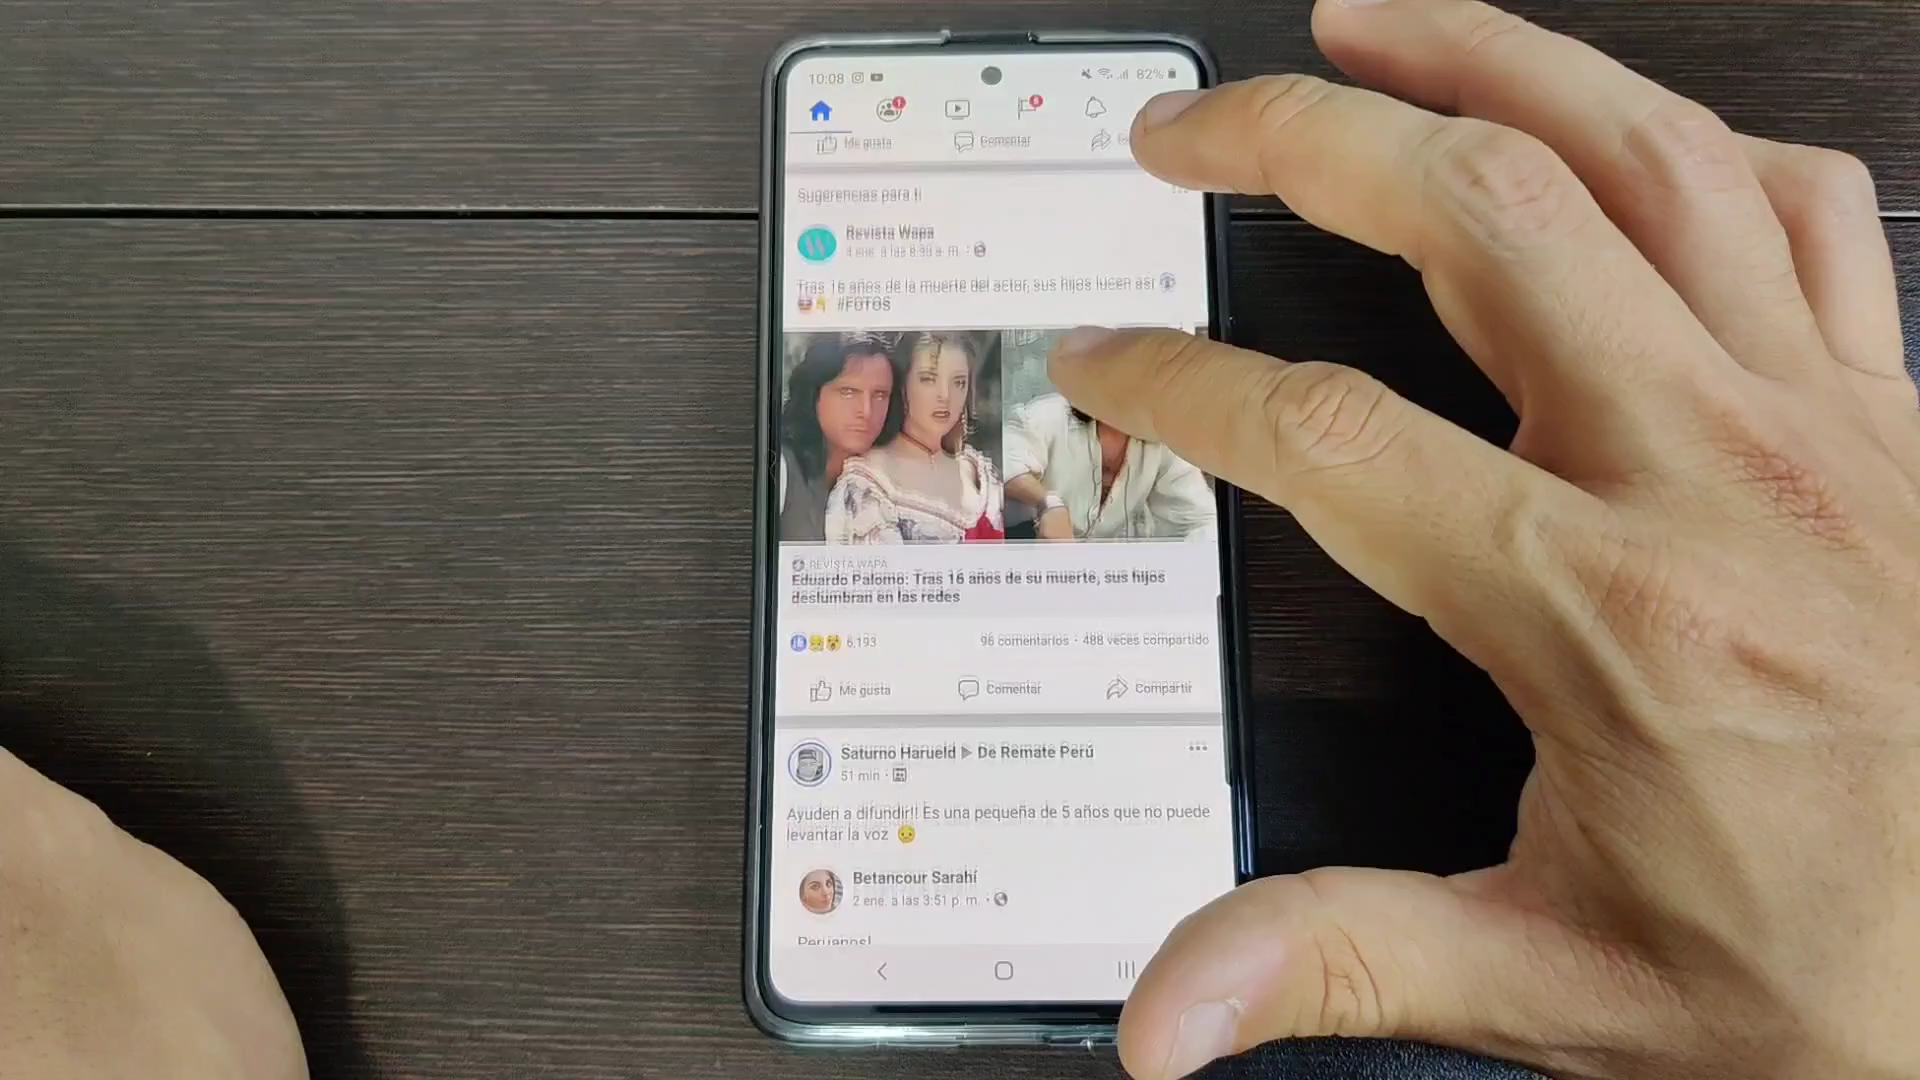 10:08
82%
1
8
Me gusta
Comentar
Sugerencias para ti
Revista Wapa
4 ene. a las 8:30 a. m. ·
Tras 16 años de la muerte del actor, sus hijos lucen así
#FOTOS
REVISTA WAPA
Eduardo Palomo: Tras 16 años de su muerte, sus hijos
deslumbran en las redes
6,193
96 comentarios · 488 veces compartido
Me gusta
Comentar
Compartir
Saturno Harueld ▶ De Remate Perú
51 min ·
Ayuden a difundir!! Es una pequeña de 5 años que no puede
levantar la voz
Betancour Sarahí
2 ene. a las 3:51 p. m. ·
Peruanos!